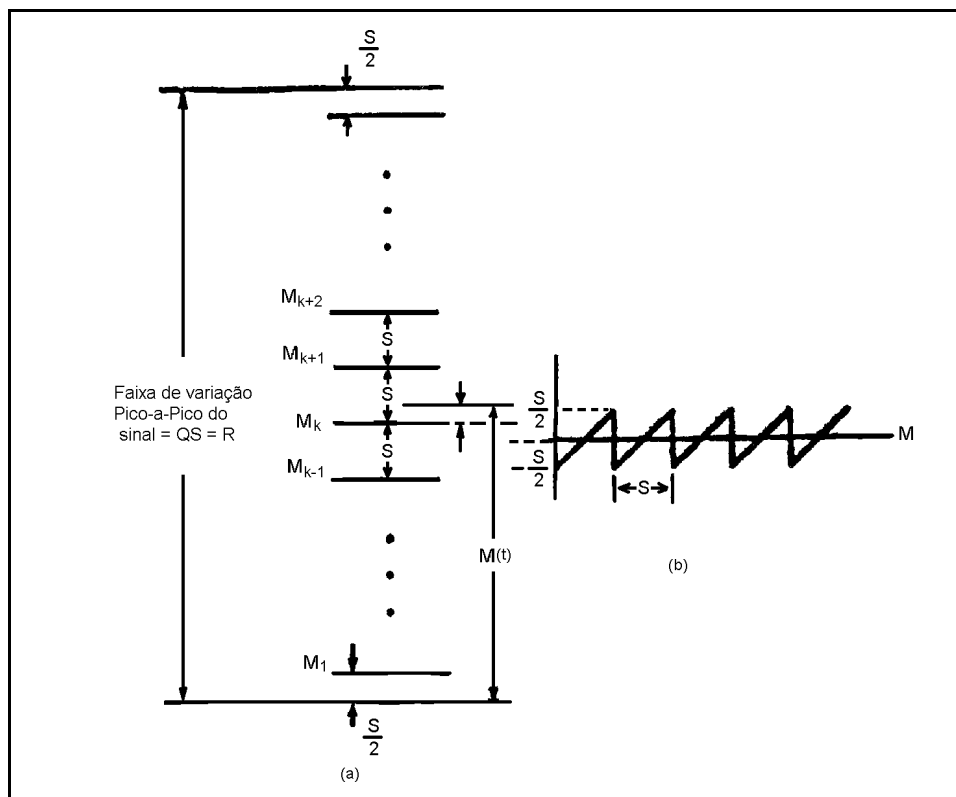 S
2
M k+2
S
M k+1
S
M k
S
M k-1
Faixa de variação
Pico-a-Pico do
sinal = QS = R
M(t)
M 1
S
2
(a)
S
2
S
2
M
S
(b)